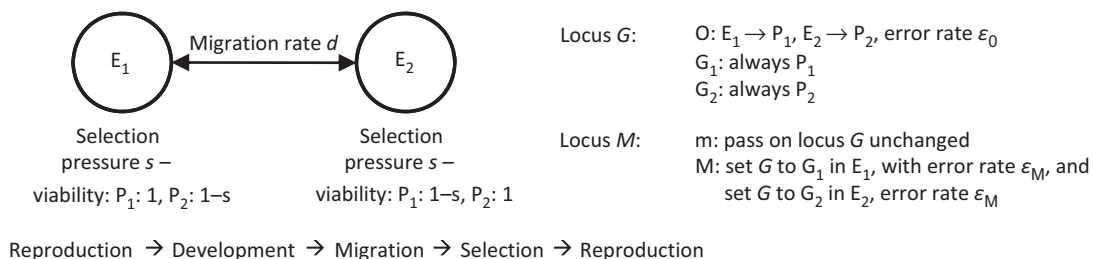 E₁
Migration rate d
E₂
Selection pressure s –
viability: P₁: 1, P₂: 1–s
Selection pressure s –
viability: P₁: 1–s, P₂: 1
Locus G: O: E₁ → P₁, E₂ → P₂, error rate ε₀
G₁: always P₁
G₂: always P₂
Locus M: m: pass on locus G unchanged
M: set G to G₁ in E₁, with error rate ε_M, and
set G to G₂ in E₂, error rate ε_M
Reproduction → Development → Migration → Selection → Reproduction